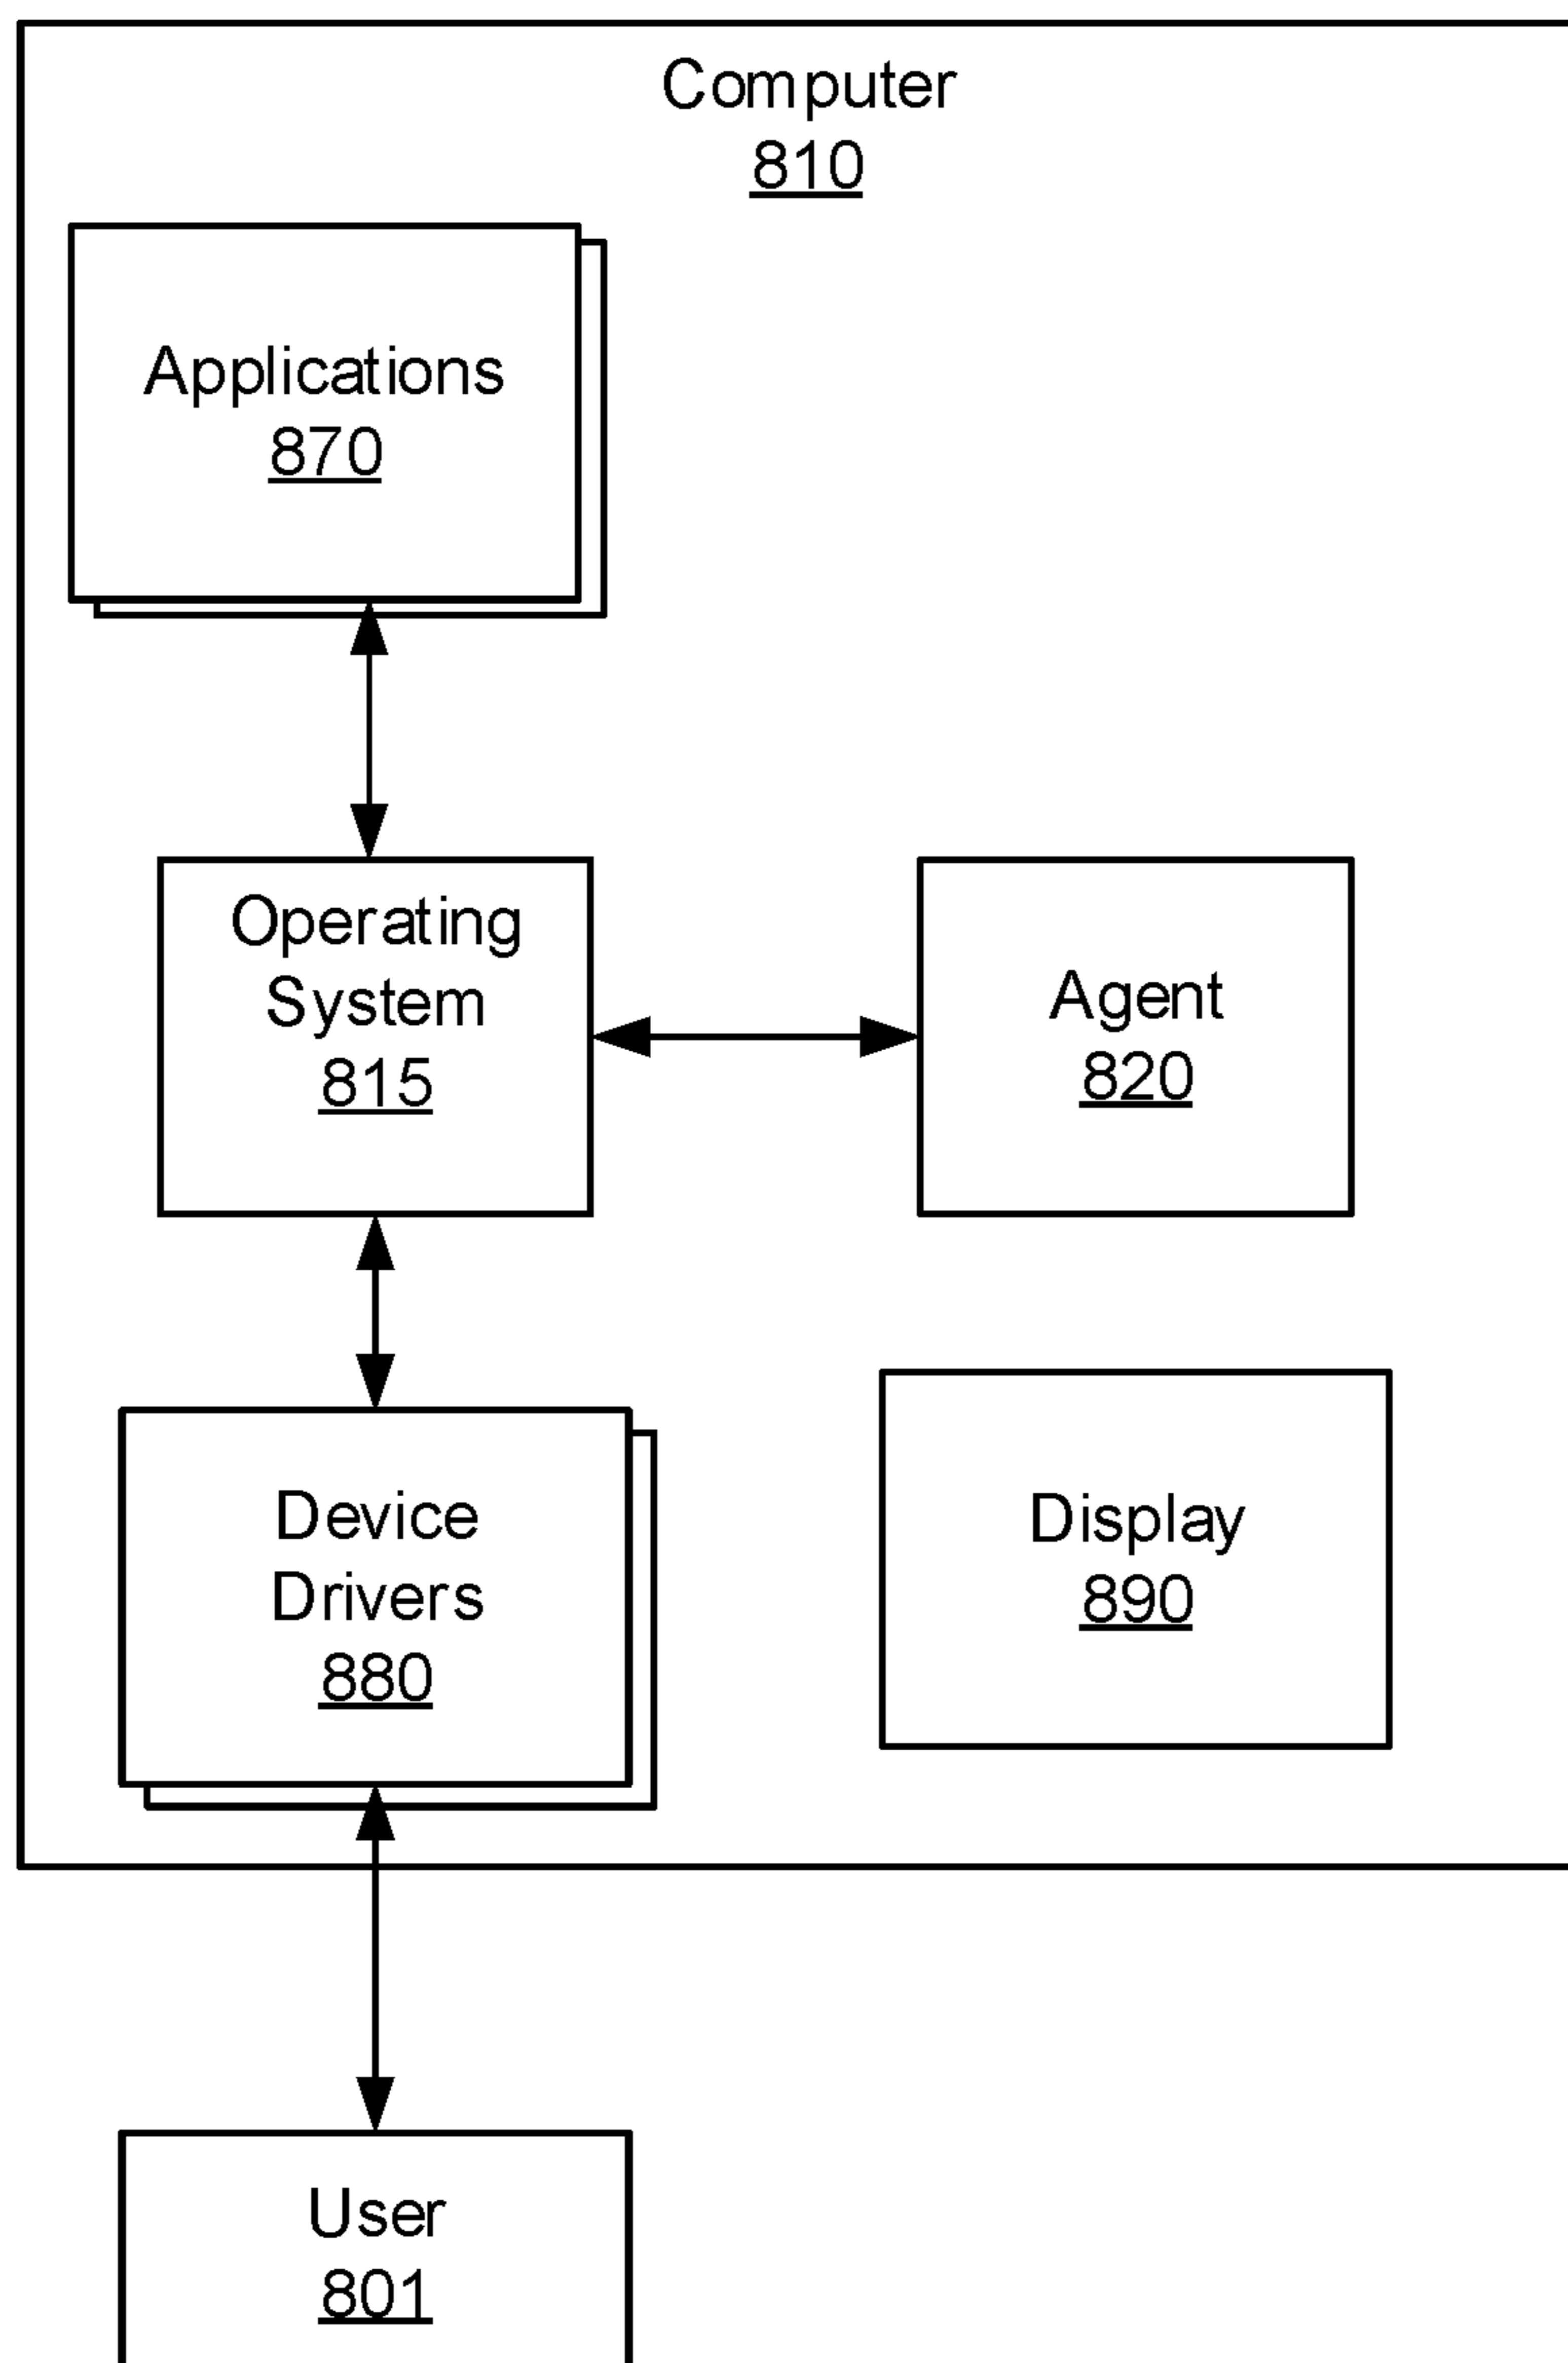 Computer
810
Applications
870
Operating
System
815
Agent
820
Device
Drivers
880
Display
890
User
801